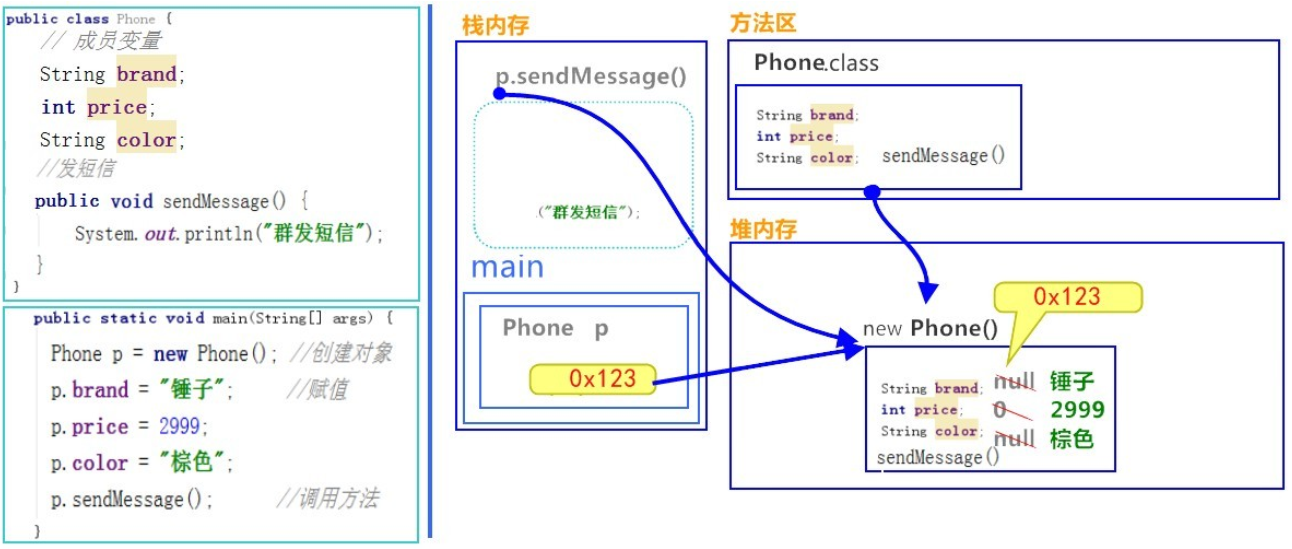 public class Phone {
// 成员变量
String brand;
int price;
String color;
//发短信
public void sendMessage() {
System.out.println("群发短信");
}
}
public static void main(String[] args) {
Phone p = new Phone(); //创建对象
p.brand = "锤子"; //赋值
p.price = 2999;
p.color = "棕色";
p.sendMessage(); //调用方法
}
栈内存
p.sendMessage()
.("群发短信");
main
Phone p
0x123
方法区
Phone.class
String brand;
int price;
String color; sendMessage()
堆内存
0x123
new Phone()
String brand; null 锤子
int price; 0 2999
String color; null 棕色
sendMessage()